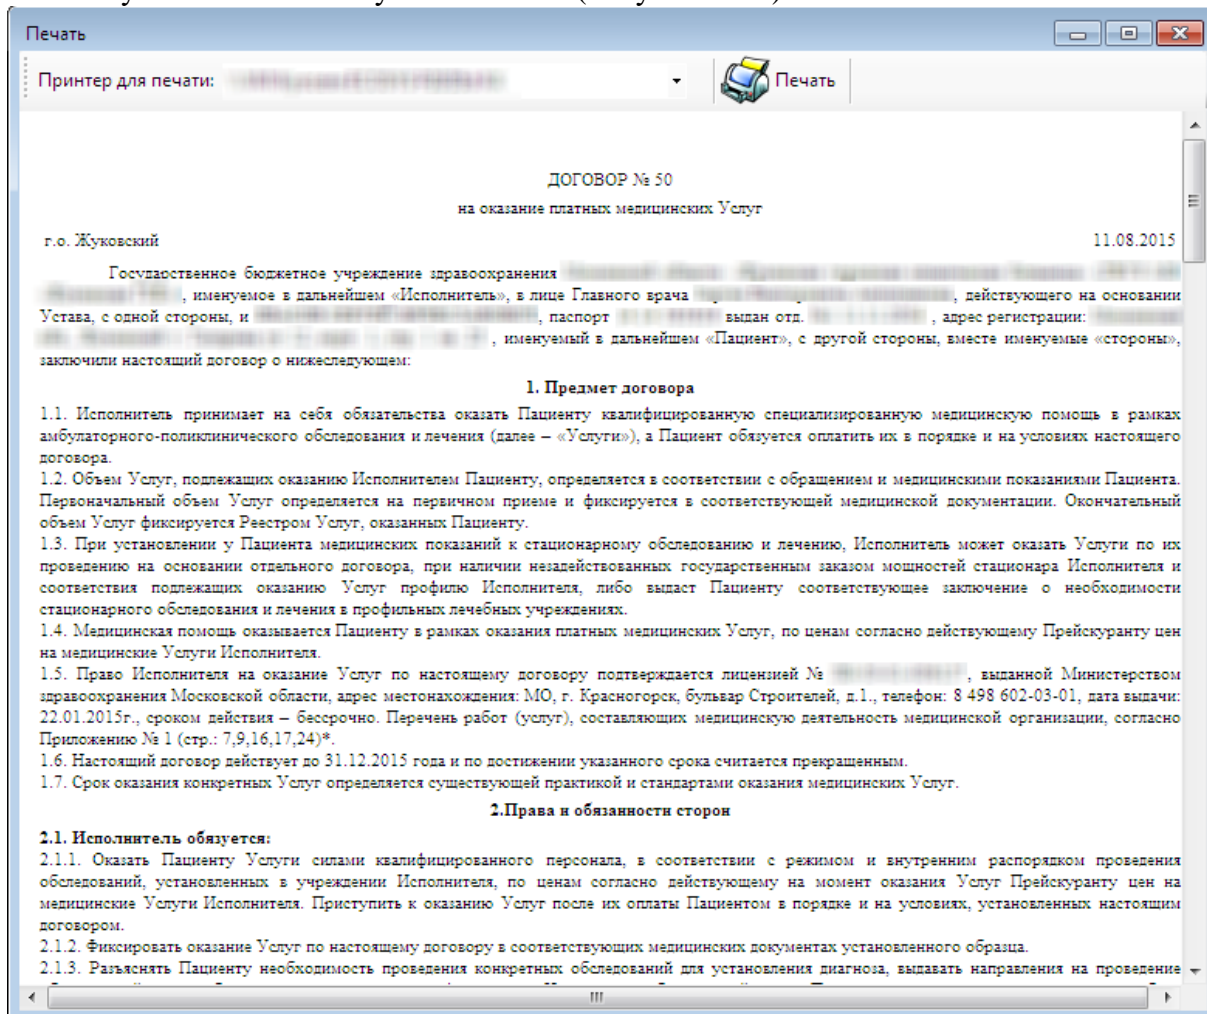 Печать
Принтер для печати:
Печать
ДОГОВОР № 50
на оказание платных медицинских Услуг
г.о. Жуковский 11.08.2015
Государственное бюджетное учреждение здравоохранения
, именуемое в дальнейшем «Исполнитель», в лице Главного врача , действующего на основании
Устава, с одной стороны, и , паспорт выдан отд. , адрес регистрации:
, именуемый в дальнейшем «Пациент», с другой стороны, вместе именуемые «стороны»,
заключили настоящий договор о нижеследующем:
1. Предмет договора
1.1. Исполнитель принимает на себя обязательства оказать Пациенту квалифицированную специализированную медицинскую помощь в рамках
амбулаторного-поликлинического обследования и лечения (далее – «Услуги»), а Пациент обязуется оплатить их в порядке и на условиях настоящего
договора.
1.2. Объем Услуг, подлежащих оказанию Исполнителем Пациенту, определяется в соответствии с обращением и медицинскими показаниями Пациента.
Первоначальный объем Услуг определяется на первичном приеме и фиксируется в соответствующей медицинской документации. Окончательный
объем Услуг фиксируется Реестром Услуг, оказанных Пациенту.
1.3. При установлении у Пациента медицинских показаний к стационарному обследованию и лечению, Исполнитель может оказать Услуги по их
проведению на основании отдельного договора, при наличии незадействованных государственным заказом мощностей стационара Исполнителя и
соответствия подлежащих оказанию Услуг профилю Исполнителя, либо выдаст Пациенту соответствующее заключение о необходимости
стационарного обследования и лечения в профильных лечебных учреждениях.
1.4. Медицинская помощь оказывается Пациенту в рамках оказания платных медицинских Услуг, по ценам согласно действующему Прейскуранту цен
на медицинские Услуги Исполнителя.
1.5. Право Исполнителя на оказание Услуг по настоящему договору подтверждается лицензией № , выданной Министерством
здравоохранения Московской области, адрес местонахождения: МО, г. Красногорск, бульвар Строителей, д.1., телефон: 8 498 602-03-01, дата выдачи:
22.01.2015г., сроком действия – бессрочно. Перечень работ (услуг), составляющих медицинскую деятельность медицинской организации, согласно
Приложению № 1 (стр.: 7,9,16,17,24)*.
1.6. Настоящий договор действует до 31.12.2015 года и по достижении указанного срока считается прекращенным.
1.7. Срок оказания конкретных Услуг определяется существующей практикой и стандартами оказания медицинских Услуг.
2.Права и обязанности сторон
2.1. Исполнитель обязуется:
2.1.1. Оказать Пациенту Услуги силами квалифицированного персонала, в соответствии с режимом и внутренним распорядком проведения
обследований, установленных в учреждении Исполнителя, по ценам согласно действующему на момент оказания Услуг Прейскуранту цен на
медицинские Услуги Исполнителя. Приступить к оказанию Услуг после их оплаты Пациентом в порядке и на условиях, установленных настоящим
договором.
2.1.2. Фиксировать оказание Услуг по настоящему договору в соответствующих медицинских документах установленного образца.
2.1.3. Разъяснять Пациенту необходимость проведения конкретных обследований для установления диагноза, выдавать направления на проведение